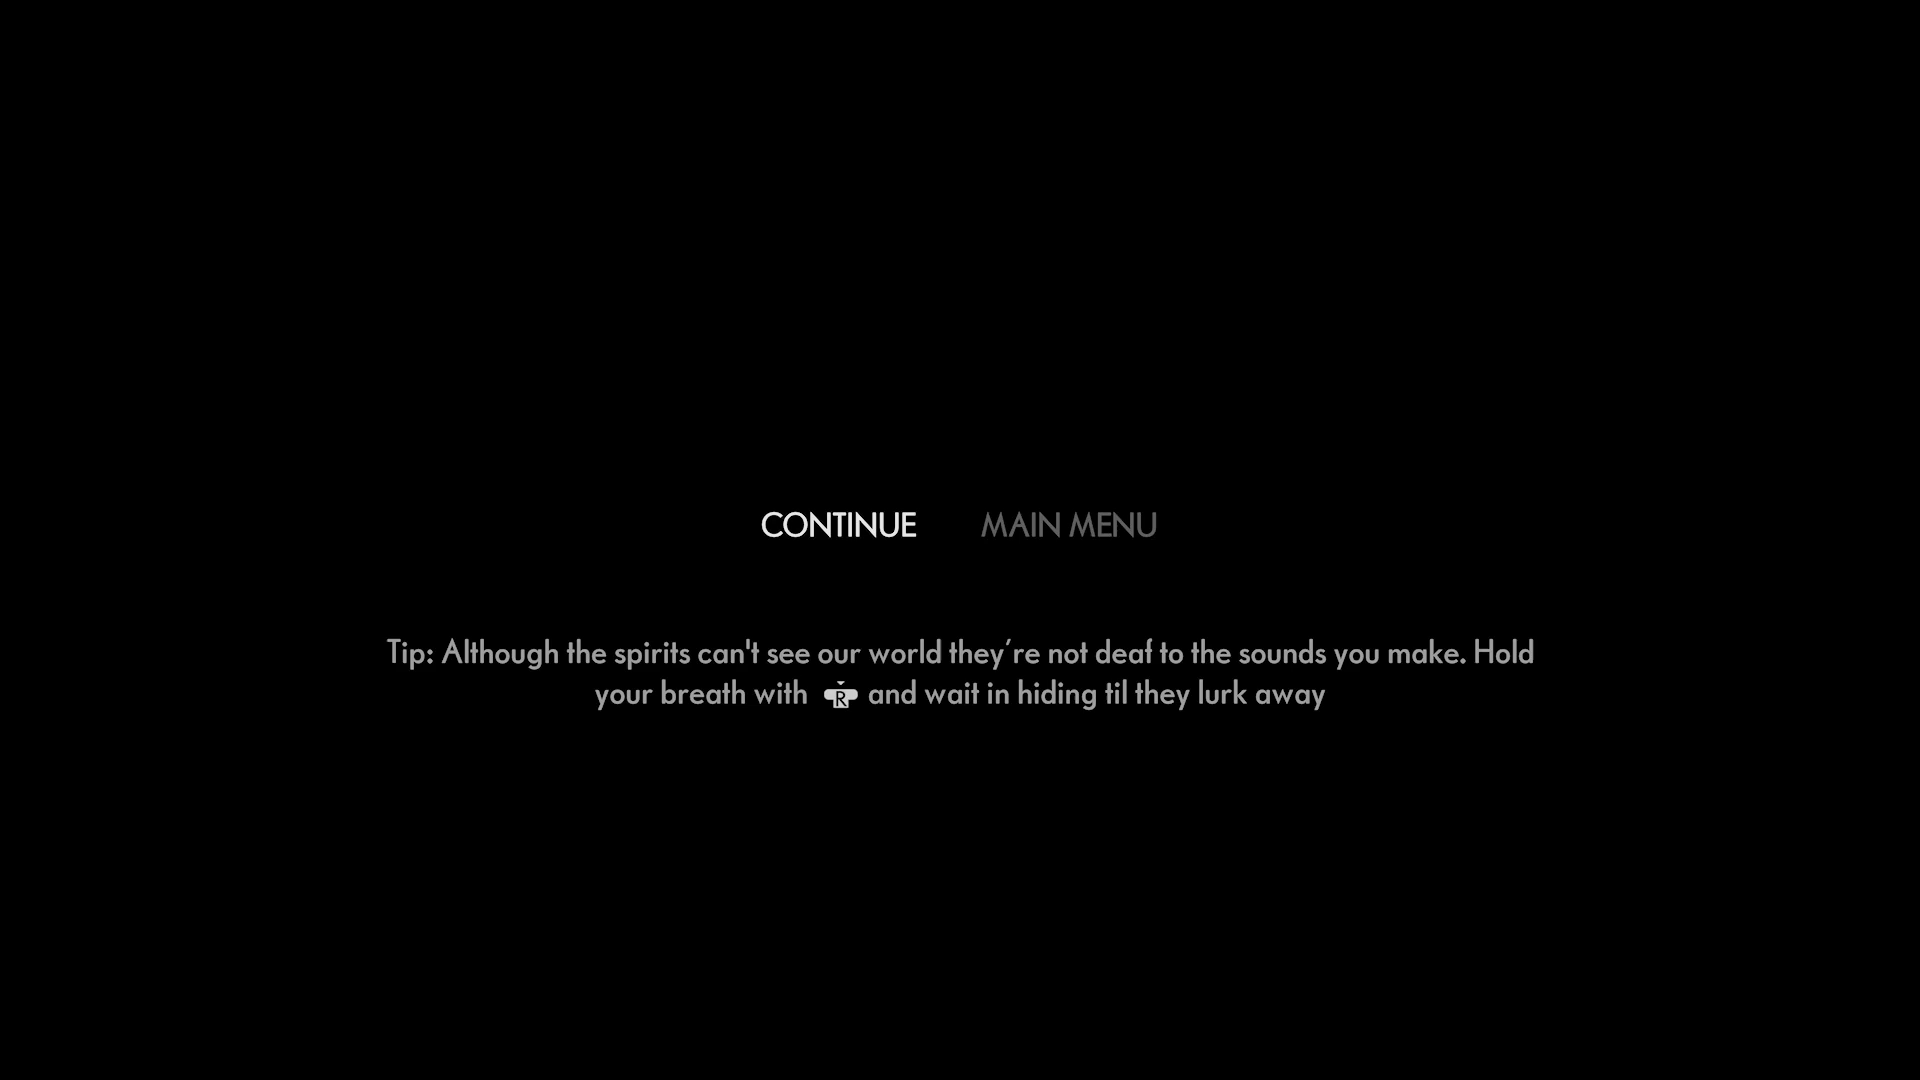 CONTINUE MAIN MENU
Tip: Although the spirits can't see our world they're not deaf to the sounds you make. Hold
your breath with R and wait in hiding til they lurk away